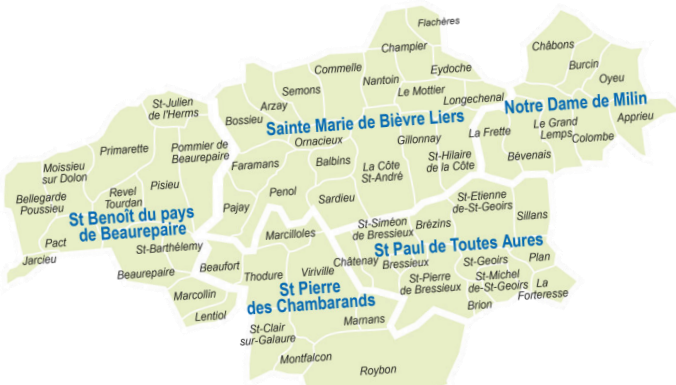 Flachères
Champier
Châbons
Burcin
Oyeu
Commelle
Eydoche
Nantoin
Semons
Le Mottier
Longechenal
Notre Dame de Milin
Apprieu
St-Julien
de l'Herms
Arzay
Bossieu
Sainte Marie de Bièvre Liers
Ornacieux
Gillonnay
La Frette
Le Grand
Lemps
Colombe
Bévenais
Primarette
Pommier de
Beaurepaire
Faramans
Balbins
La Côte
St-André
St-Hilaire
de la Côte
Moissieu
sur Dolon
Pisieu
Penol
Sardieu
Revel
Tourdan
Bellegarde
Poussieu
Pajay
St-Etienne
de-St-Geoirs
Sillans
St Benoît du pays
de Beaurepaire
Marcilloles
St-Siméon
de Bressieux
Brèzins
St Paul de Toutes Aures
Pact
Jarcieu
St-Barthélemy
Beaurepaire
Beaufort
Thodure
Viriville
Châtenay
Bressieux
St-Geoirs
Plan
St-Pierre
de Bressieux
St-Michel
de-St-Geoirs
La
Forteresse
Brion
St Pierre
des Chambarands
Marcollin
Lentiol
Marnans
St-Clair
sur-Galaure
Montfalcon
Roybon